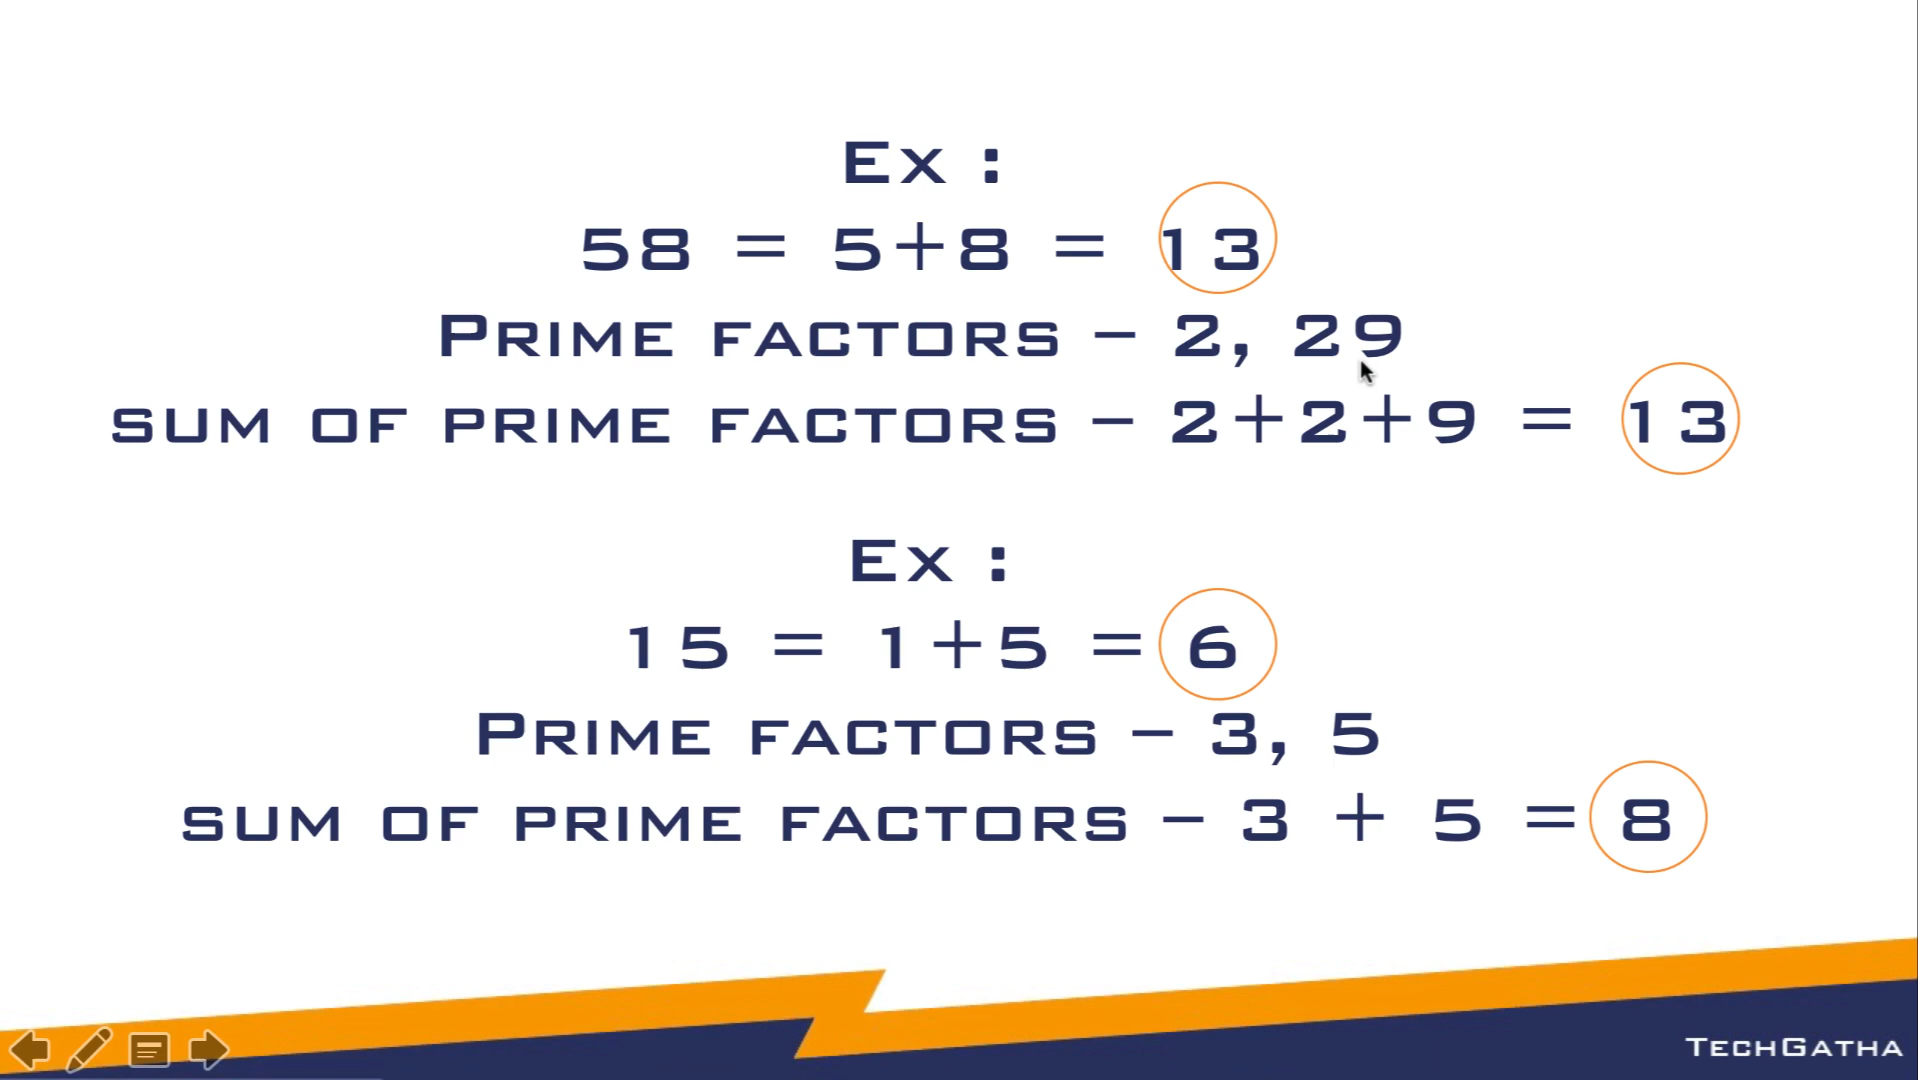 Ex :
58 = 5+8 = 13
Prime factors – 2, 29
sum of prime factors – 2+2+9 = 13
Ex :
15 = 1+5 = 6
Prime factors – 3, 5
sum of prime factors – 3 + 5 = 8
TechGatha